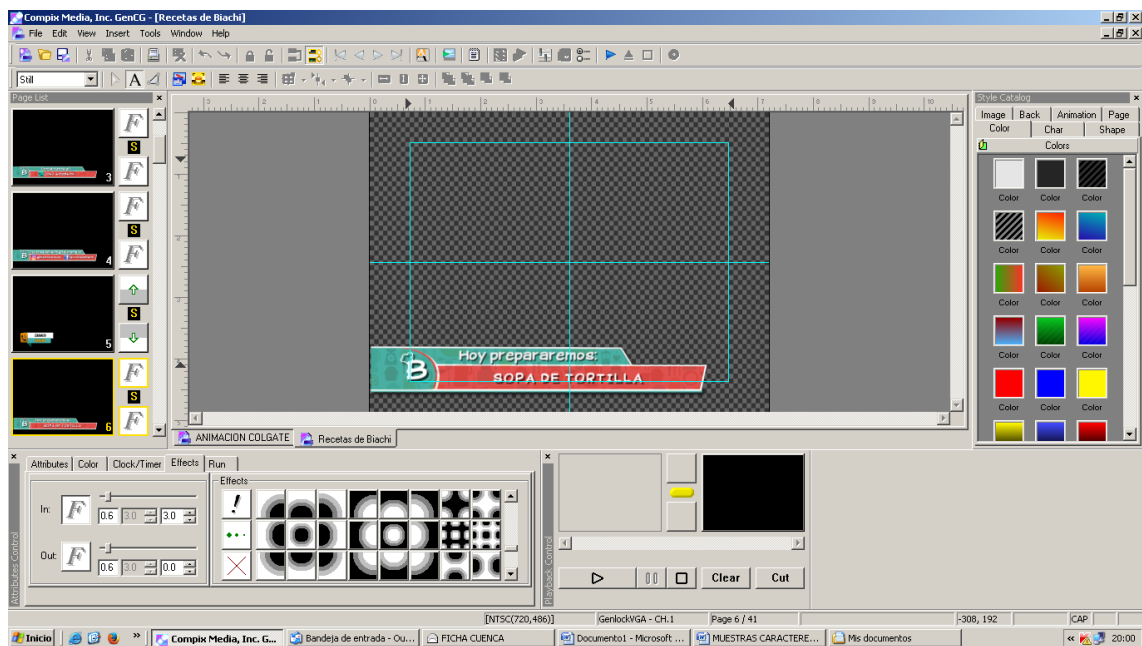 Compix Media, Inc. GenCG - [Recetas de Biachi]
File Edit View Insert Tools Window Help
Still
A
Page List
Style Catalog
Image Back Animation Page
Color Char Shape
Colors
Color Color Color
Color Color Color
Color Color Color
Color Color Color
Color Color Color
F
S
F
3
F
S
F
4
S
5
F
S
F
6
B
Hoy prepararemos:
SOPA DE TORTILLA
ANIMACION COLGATE Recetas de Biachi
Attributes Color Clock/Timer Effects Run
Effects
In: F 0.6 3.0 3.0
Out: F 0.6 3.0 0.0
Attributes Control
Playback Control
Clear Cut
[NTSC(720,486)] GenlockVGA - CH.1 Page 6 / 41 -308, 192 CAP
Inicio » Compix Media, Inc. G... Bandeja de entrada - Ou... FICHA CUENCA Documento1 - Microsoft ... MUESTRAS CARACTERE... Mis documentos « 20:00